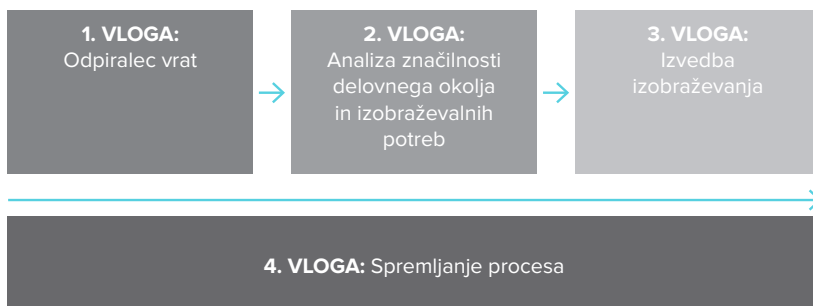 1. VLOGA:
Odpiralec vrat
2. VLOGA:
Analiza značilnosti
delovnega okolja
in izobraževalnih
potreb
3. VLOGA:
Izvedba
izobraževanja
4. VLOGA: Spremljanje procesa